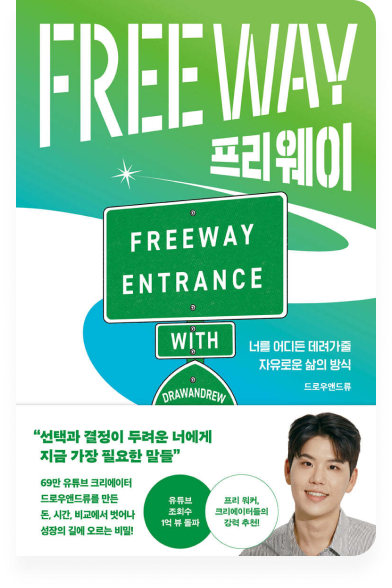 FREE WAY
프리웨이
FREEWAY
ENTRANCE
WITH
DRAWANDREW
너를 어디든 데려가줄
자유로운 삶의 방식
드로우앤드류
“선택과 결정이 두려운 너에게
지금 가장 필요한 말들”
69만 유튜브 크리에이터
드로우앤드류를 만든
돈, 시간, 비교에서 벗어나
성장의 길에 오르는 비밀!
유튜브
조회수
1억 뷰 돌파
프리 워커,
크리에이터들의
강력 추천!